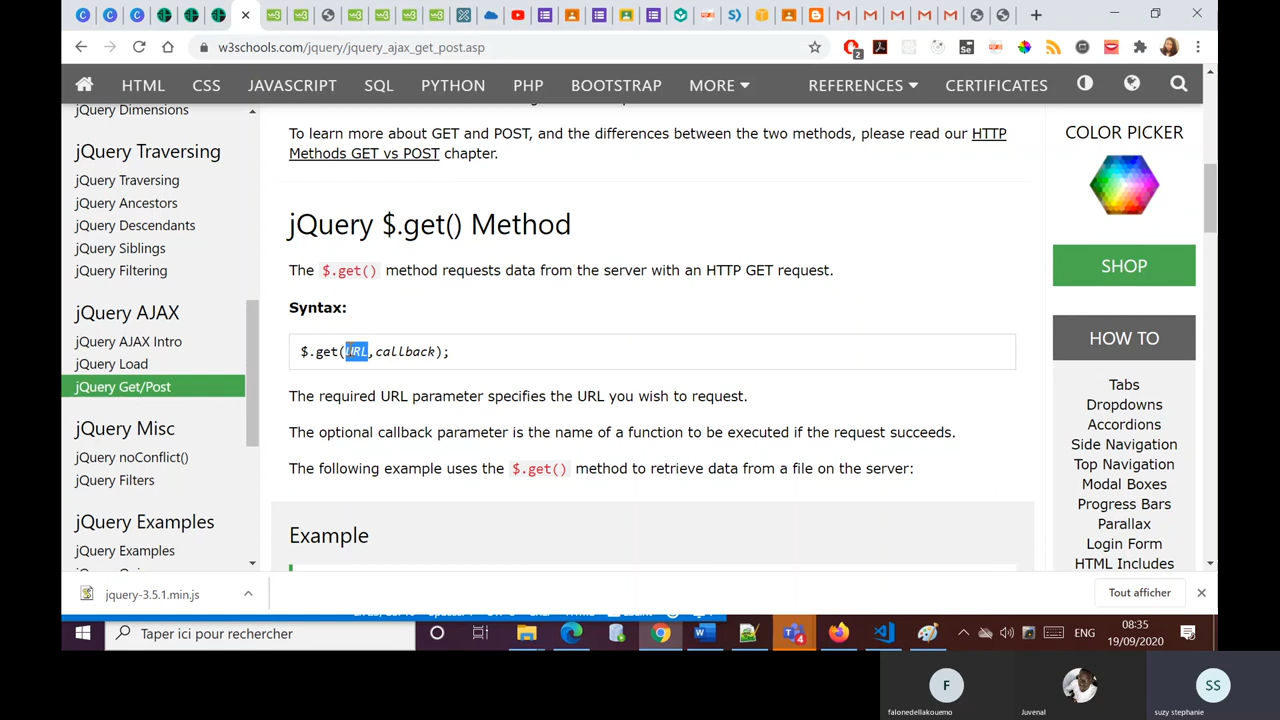 w3schools.com/jquery/jquery_ajax_get_post.asp
2
HTML CSS JAVASCRIPT SQL PYTHON PHP BOOTSTRAP MORE REFERENCES CERTIFICATES
jQuery Dimensions
jQuery Traversing
jQuery Traversing
jQuery Ancestors
jQuery Descendants
jQuery Siblings
jQuery Filtering
jQuery AJAX
jQuery AJAX Intro
jQuery Load
jQuery Get/Post
jQuery Misc
jQuery noConflict()
jQuery Filters
jQuery Examples
jQuery Examples
To learn more about GET and POST, and the differences between the two methods, please read our HTTP
Methods GET vs POST chapter.
jQuery $.get() Method
The $.get() method requests data from the server with an HTTP GET request.
Syntax:
$.get(URL,callback);
The required URL parameter specifies the URL you wish to request.
The optional callback parameter is the name of a function to be executed if the request succeeds.
The following example uses the $.get() method to retrieve data from a file on the server:
Example
COLOR PICKER
SHOP
HOW TO
Tabs
Dropdowns
Accordions
Side Navigation
Top Navigation
Modal Boxes
Progress Bars
Parallax
Login Form
HTML Includes
jquery-3.5.1.min.js
Tout afficher
Taper ici pour rechercher
4
ENG
08:35
19/09/2020
F
SS
falonedellakouemo
Juvenal
suzy stephanie